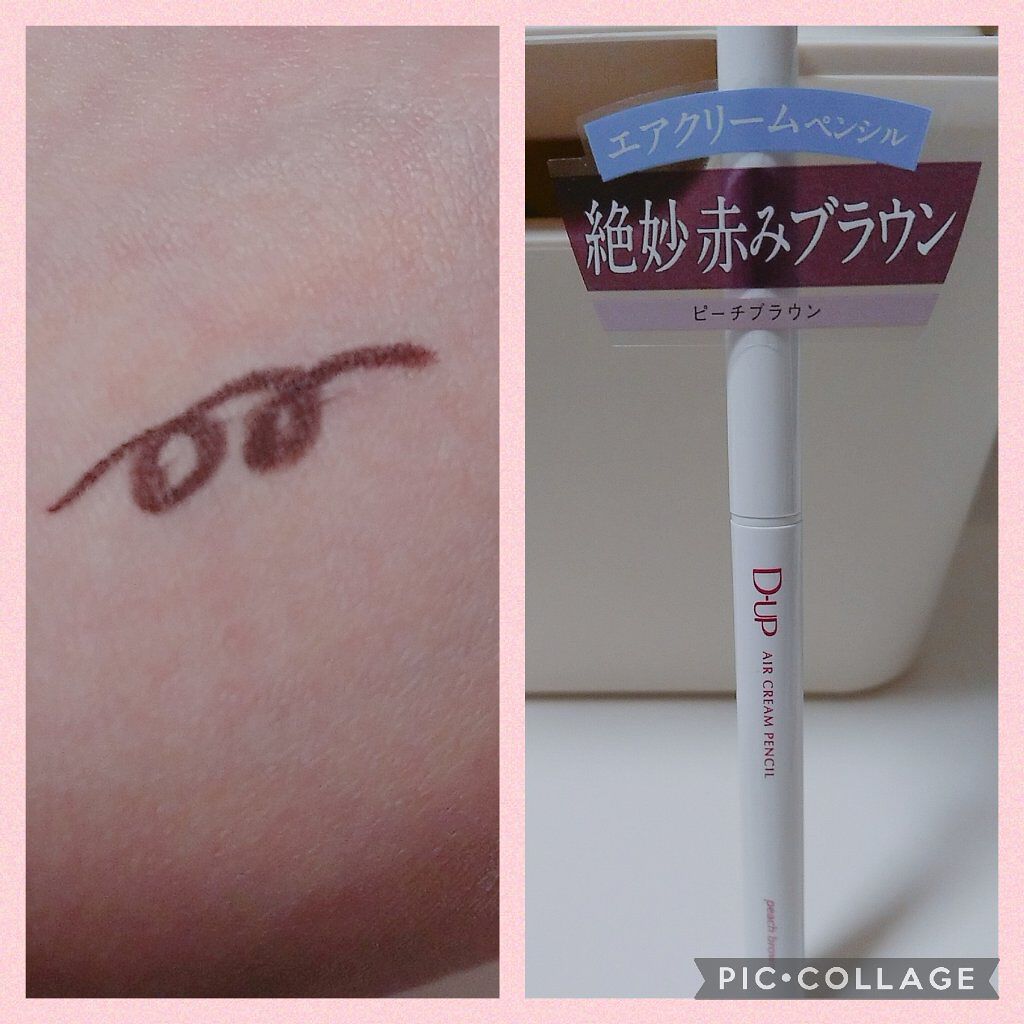 エアクリームペンシル
絶妙赤みブラウン
ピーチブラウン
D-UP AIR CREAM PENCIL
peach
PIC•COLLAGE